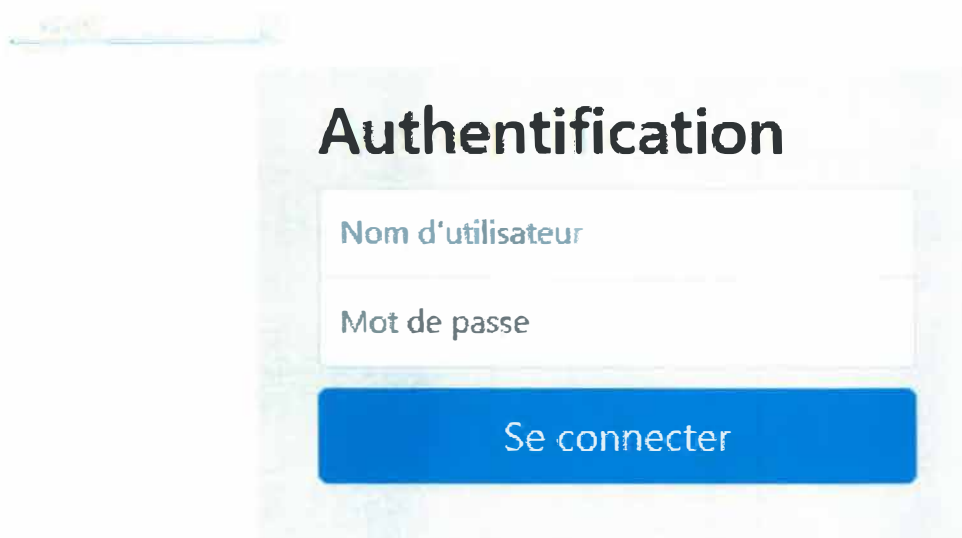 Authentification
Nom d'utilisateur
Mot de passe
Se connecter